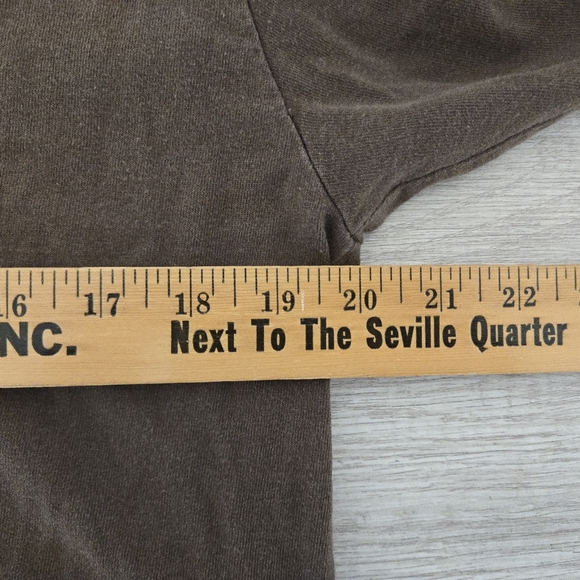 16 17 18 19 20 21 22
NC. Next To The Seville Quarter